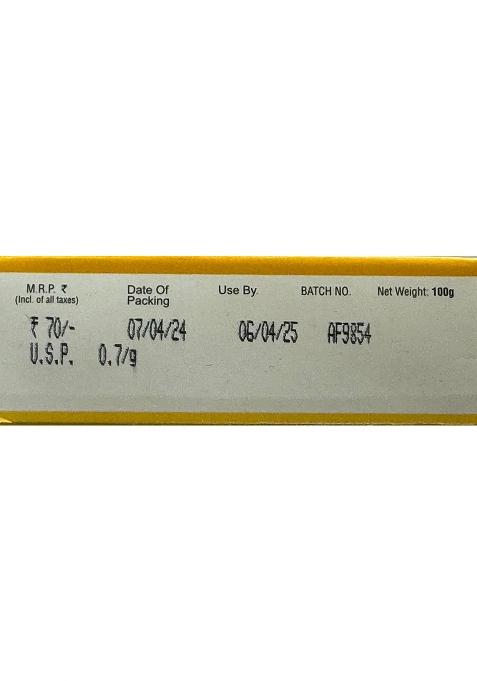 M.R.P. ₹ Date Of Use By. BATCH NO. Net Weight: 100g
(Incl. of all taxes) Packing
₹ 70/- 07/04/24 06/04/25 AF9854
U.S.P. 0.7/g